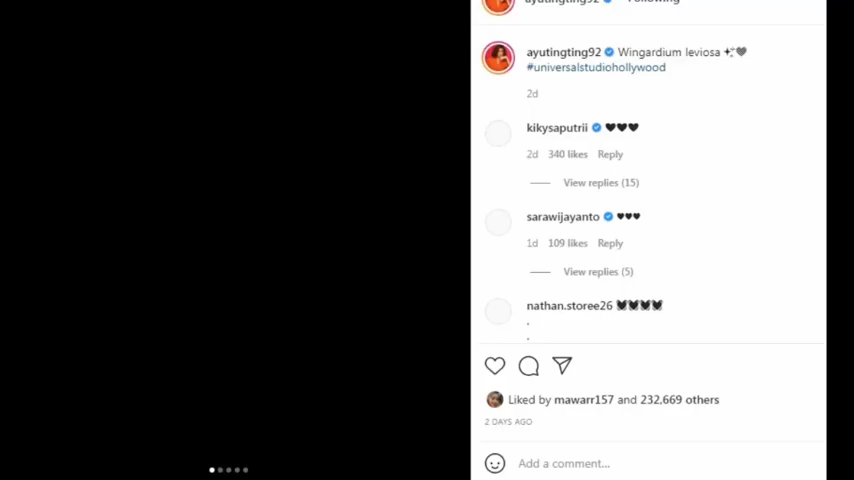 ayutingting92 Following
ayutingting92 Wingardium leviosa
#universalstudiohollywood
2d
kikysaputrii
2d 340 likes Reply
View replies (15)
sarawijayanto
1d 109 likes Reply
View replies (5)
nathan.storee26
.
.
Liked by mawarr157 and 232,669 others
2 DAYS AGO
Add a comment...